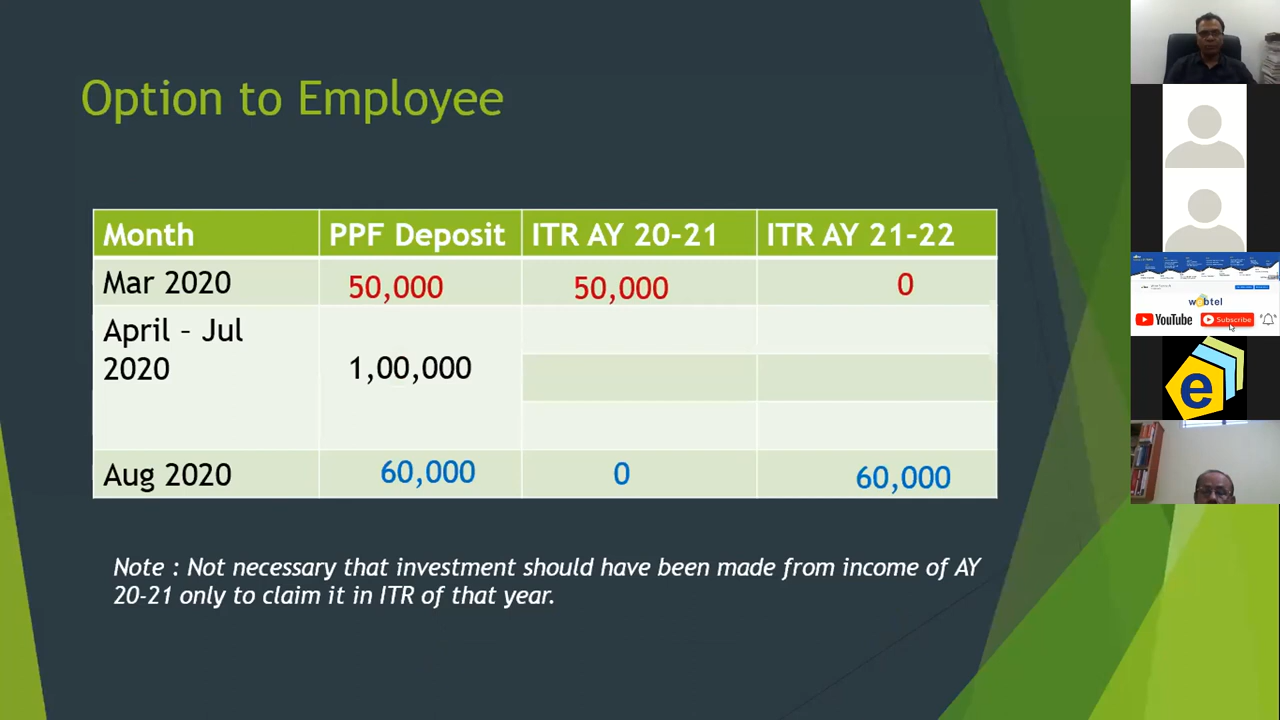 Option to Employee
Month PPF Deposit ITR AY 20-21 ITR AY 21-22
Mar 2020 50,000 50,000 0
April – Jul
2020 1,00,000
Aug 2020 60,000 0 60,000
Note : Not necessary that investment should have been made from income of AY
20-21 only to claim it in ITR of that year.
webtel
YouTube Subscribe
e